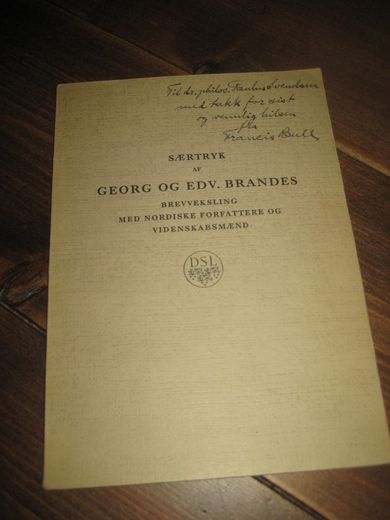 Til dr. philos. Paulus Svendsen
med takk for sist
og vennlig hilsen
fra
Francis Bull
SÆRTRYK
AF
GEORG OG EDV. BRANDES
BREVVEKSLING
MED NORDISKE FORFATTERE OG
VIDENSKABSMÆND
DSL